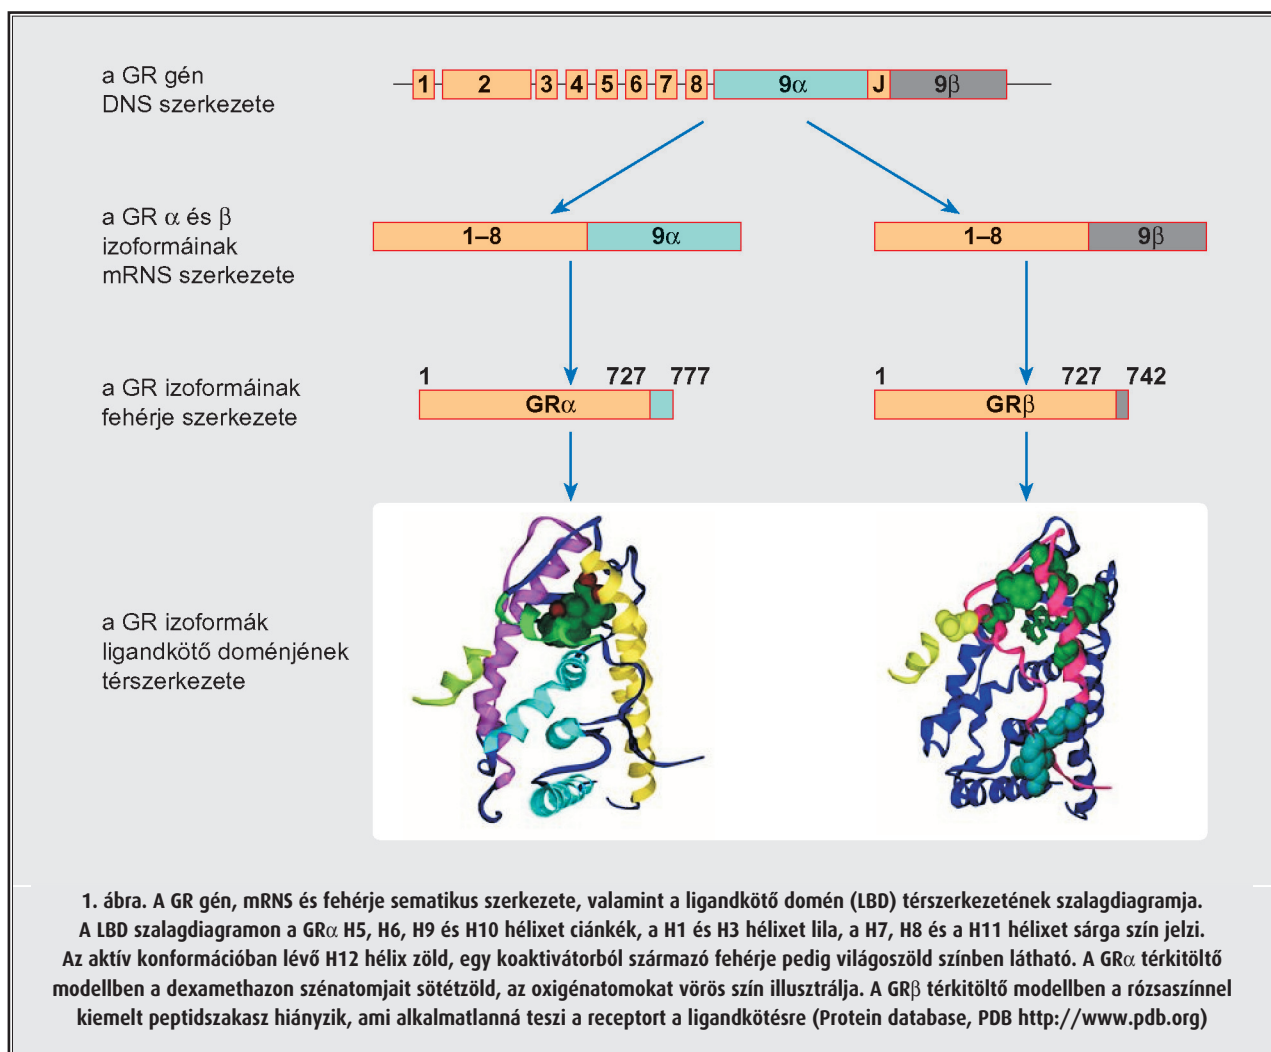 a GR gén
DNS szerkezete
1 2 3 4 5 6 7 8 9α J 9β
a GR α és β
izoformáinak
mRNS szerkezete
1–8 9α
1–8 9β
a GR izoformáinak
fehérje szerkezete
1 727 777
GRα
1 727 742
GRβ
a GR izoformák
ligandkötő doménjének
térszerkezete
1. ábra. A GR gén, mRNS és fehérje sematikus szerkezete, valamint a ligandkötő domén (LBD) térszerkezetének szalagdiagramja.
A LBD szalagdiagramon a GRα H5, H6, H9 és H10 hélixet ciánkék, a H1 és H3 hélixet lila, a H7, H8 és a H11 hélixet sárga szín jelzi.
Az aktív konformációban lévő H12 hélix zöld, egy koaktivátorból származó fehérje pedig világoszöld színben látható. A GRα térkitöltő
modellben a dexamethazon szénatomjait sötétzöld, az oxigénatomokat vörös szín illusztrálja. A GRβ térkitöltő modellben a rózsaszínnel
kiemelt peptidszakasz hiányzik, ami alkalmatlanná teszi a receptort a ligandkötésre (Protein database, PDB http://www.pdb.org)